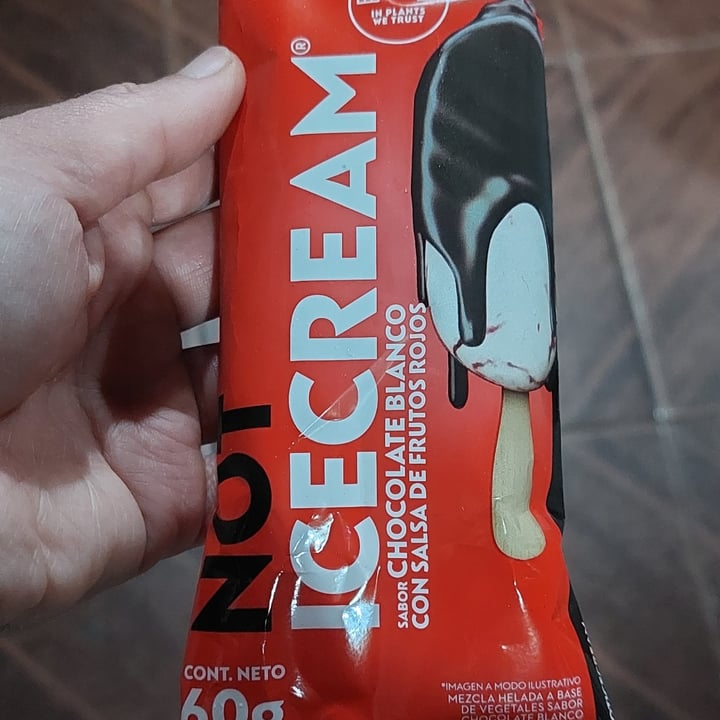 IN PLANTS
WE TRUST
NOT
ICECREAM®
SABOR CHOCOLATE BLANCO
CON SALSA DE FRUTOS ROJOS
CONT. NETO
60g
*IMAGEN A MODO ILUSTRATIVO
MEZCLA HELADA A BASE
DE VEGETALES SABOR
CHOCOLATE BLANCO